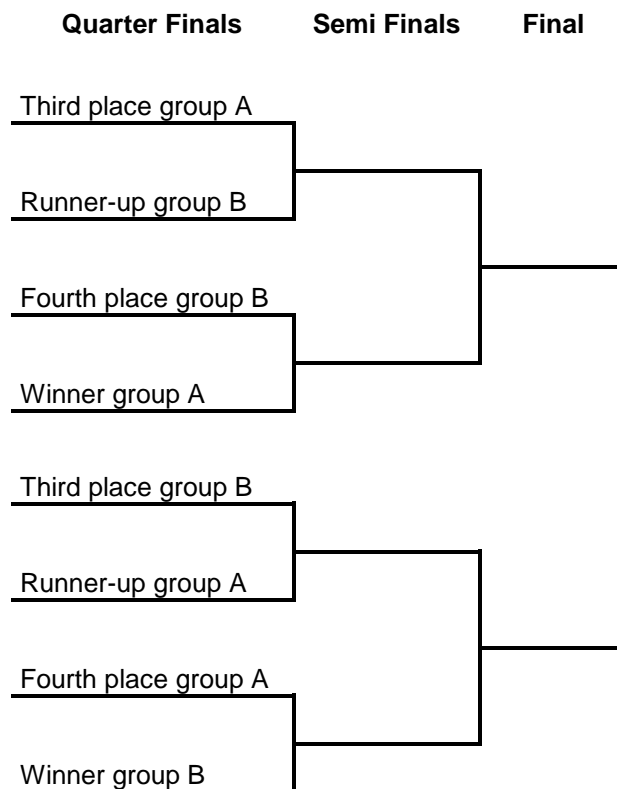 Quarter Finals Semi Finals Final
Third place group A
Runner-up group B
Fourth place group B
Winner group A
Third place group B
Runner-up group A
Fourth place group A
Winner group B